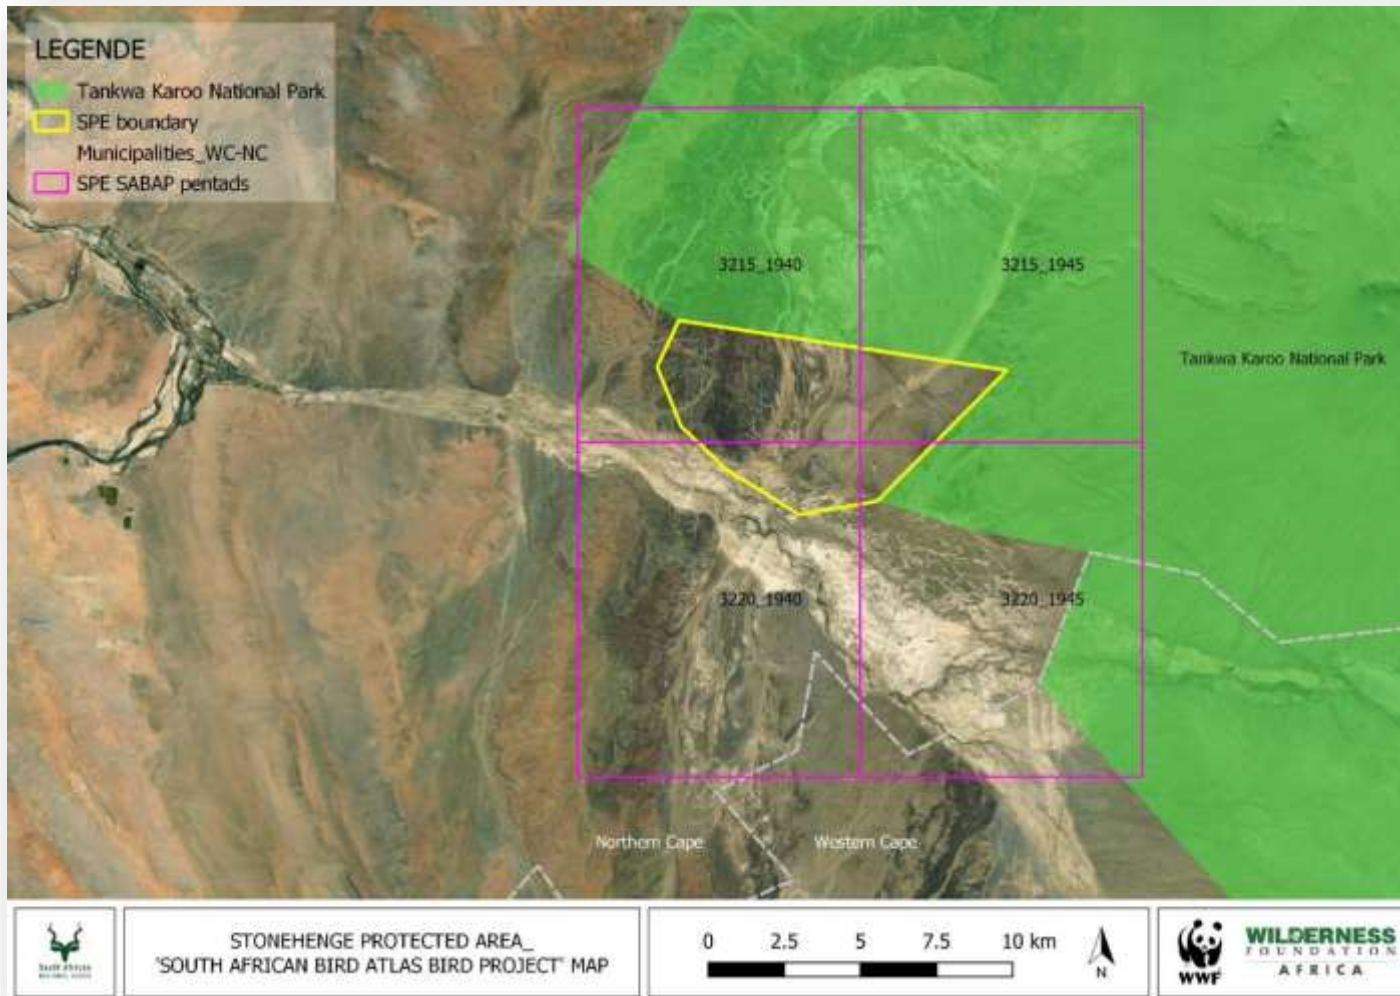 LEGENDE
Tankwa Karoo National Park
SPE boundary
Municipalities_WC-NC
SPE SABAP pentads
3215_1940
3215_1945
Tankwa Karoo National Park
3220_1940
3220_1945
Northern Cape
Western Cape
STONEHENGE PROTECTED AREA_
'SOUTH AFRICAN BIRD ATLAS BIRD PROJECT' MAP
0 2.5 5 7.5 10 km
N
WWF
WILDERNESS
FOUNDATION
AFRICA